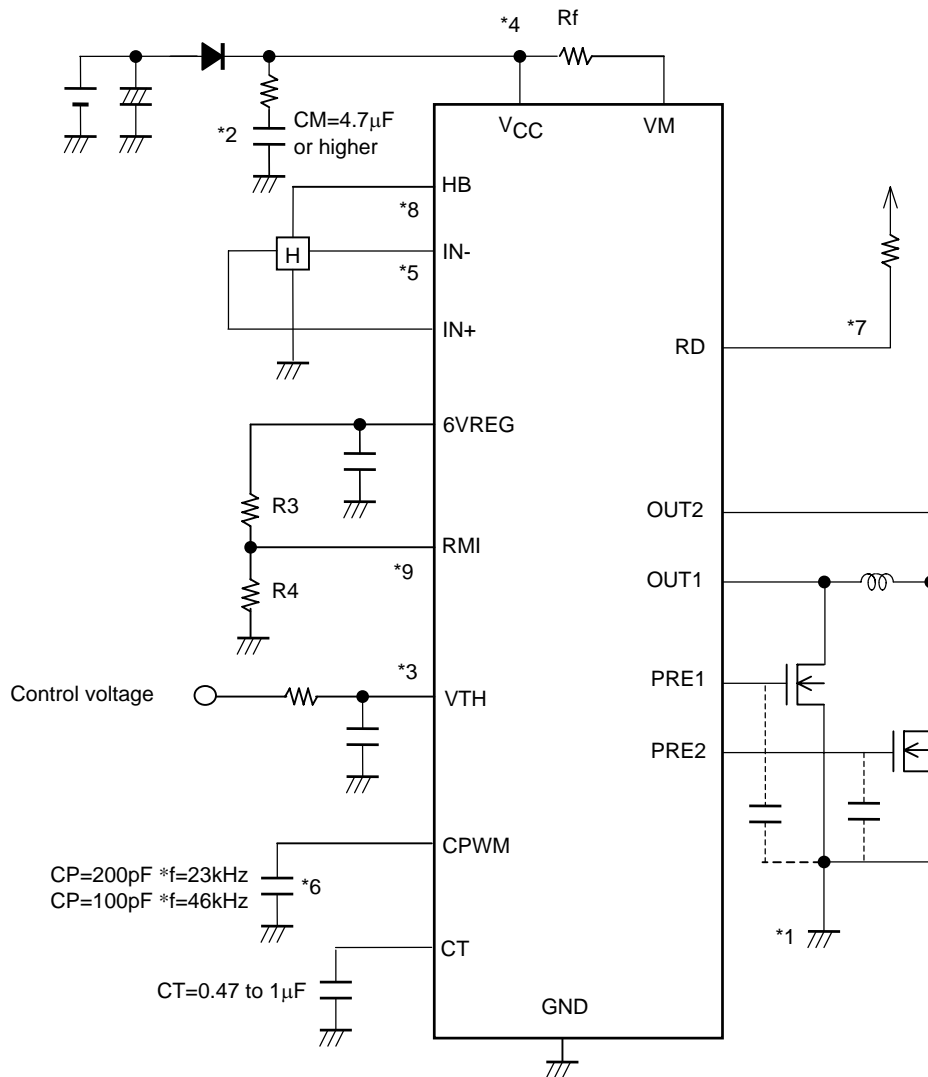 *4
Rf
VCC
VM
*2
CM=4.7μF
or higher
HB
*8
H
IN-
*5
IN+
*7
RD
6VREG
R3
OUT2
RMI
*9
OUT1
R4
*3
PRE1
Control voltage
VTH
PRE2
CPWM
CP=200pF *f=23kHz
CP=100pF *f=46kHz
*6
*1
CT
CT=0.47 to 1μF
GND